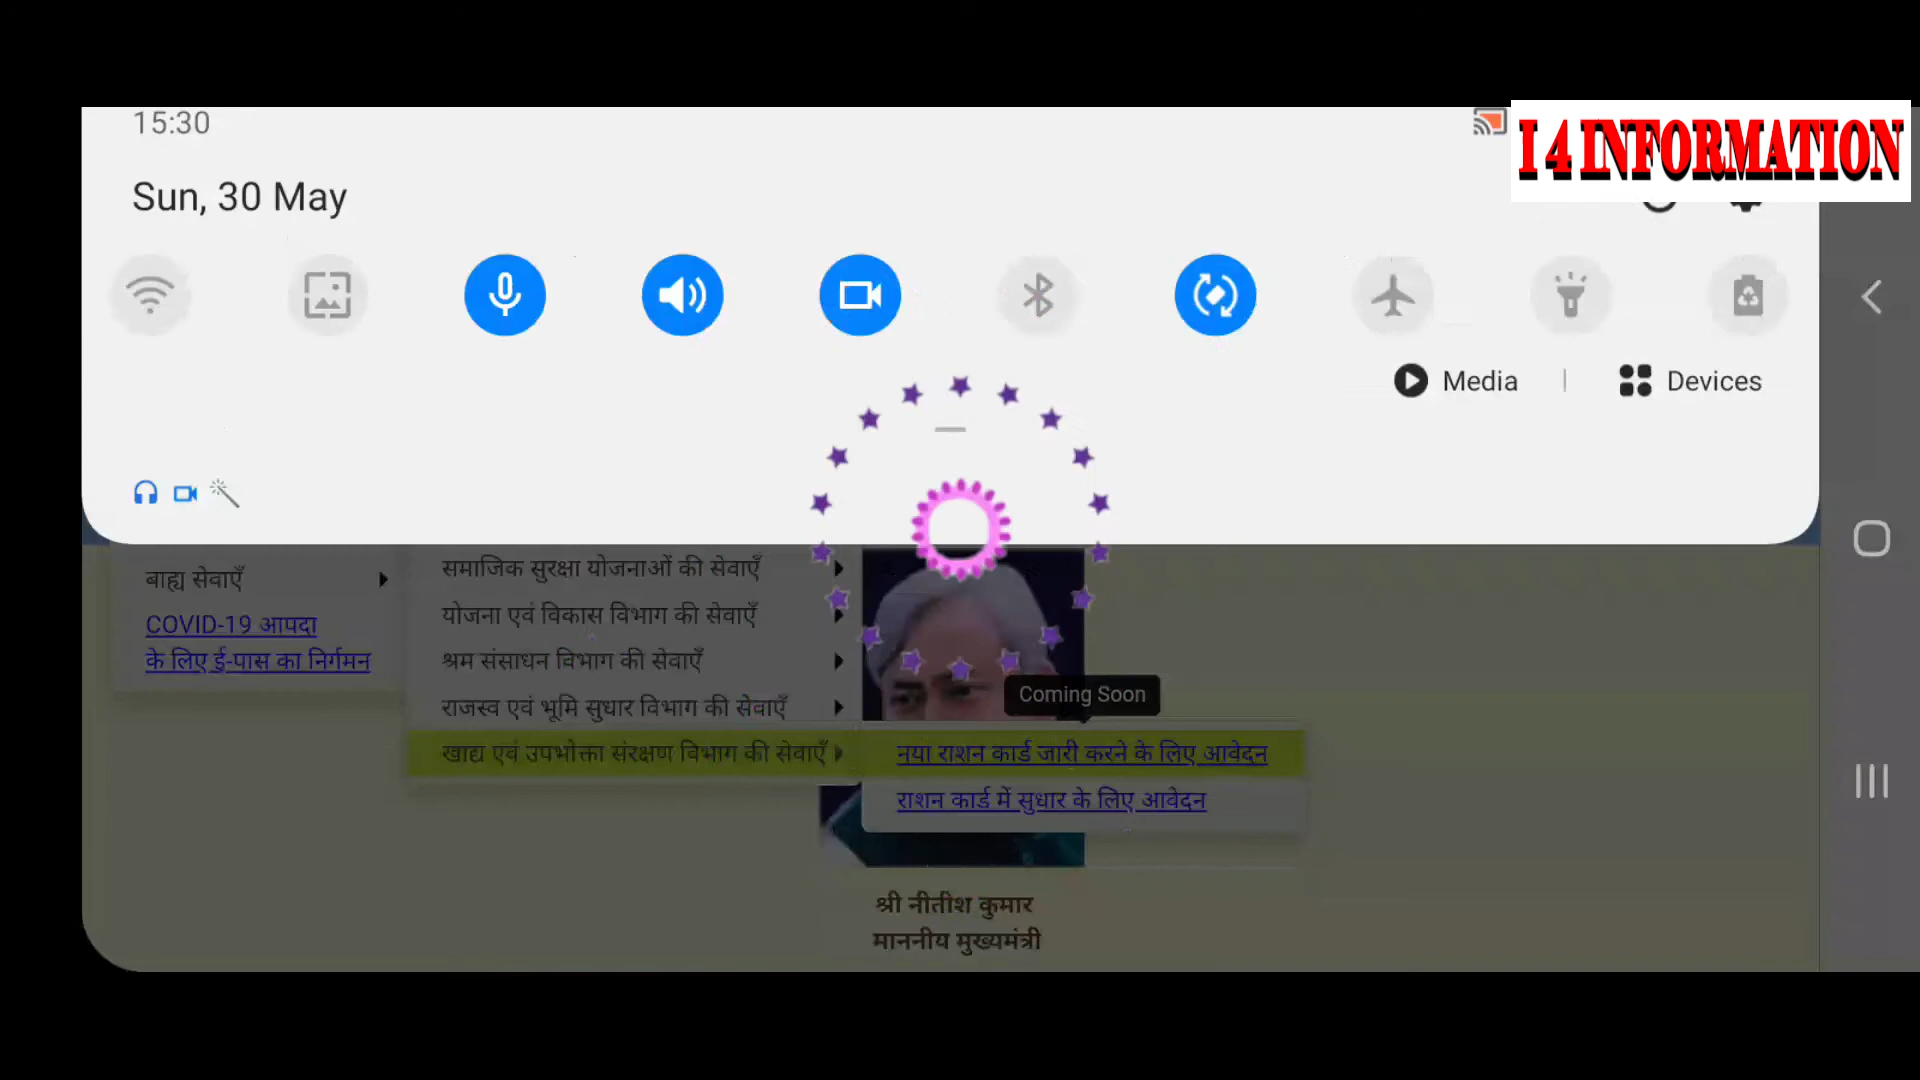 15:30
I 4 INFORMATION
Sun, 30 May
Media
Devices
बाह्य सेवाएँ
COVID-19 आपदा
के लिए ई-पास का निर्गमन
समाजिक सुरक्षा योजनाओं की सेवाएँ
योजना एवं विकास विभाग की सेवाएँ
श्रम संसाधन विभाग की सेवाएँ
राजस्व एवं भूमि सुधार विभाग की सेवाएँ
खाद्य एवं उपभोक्ता संरक्षण विभाग की सेवाएँ
Coming Soon
नया राशन कार्ड जारी करने के लिए आवेदन
राशन कार्ड में सुधार के लिए आवेदन
श्री नीतीश कुमार
माननीय मुख्यमंत्री